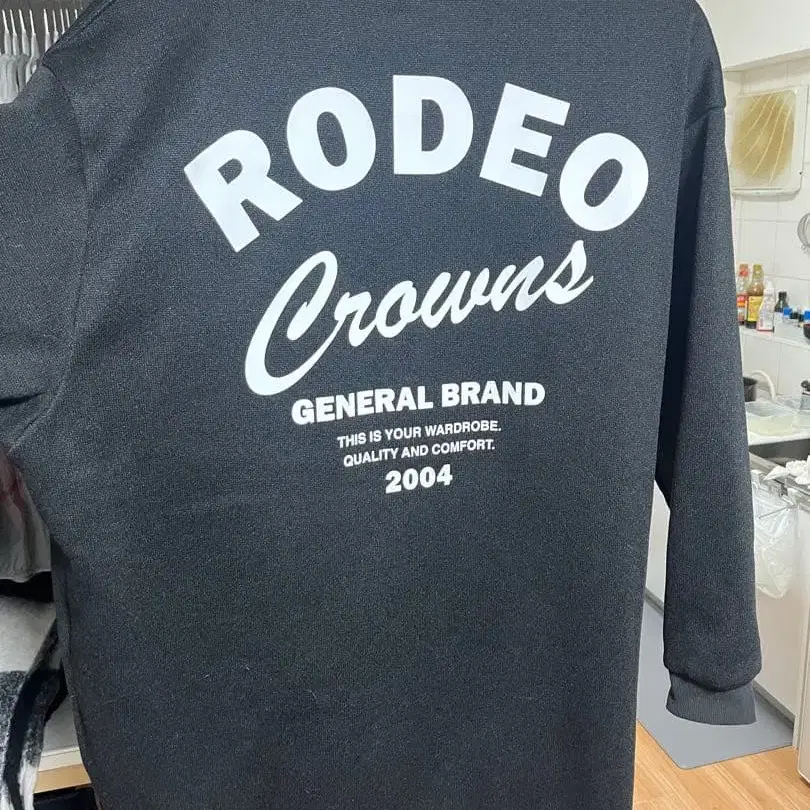 RODEO
Crowns
GENERAL BRAND
THIS IS YOUR WARDROBE.
QUALITY AND COMFORT.
2004